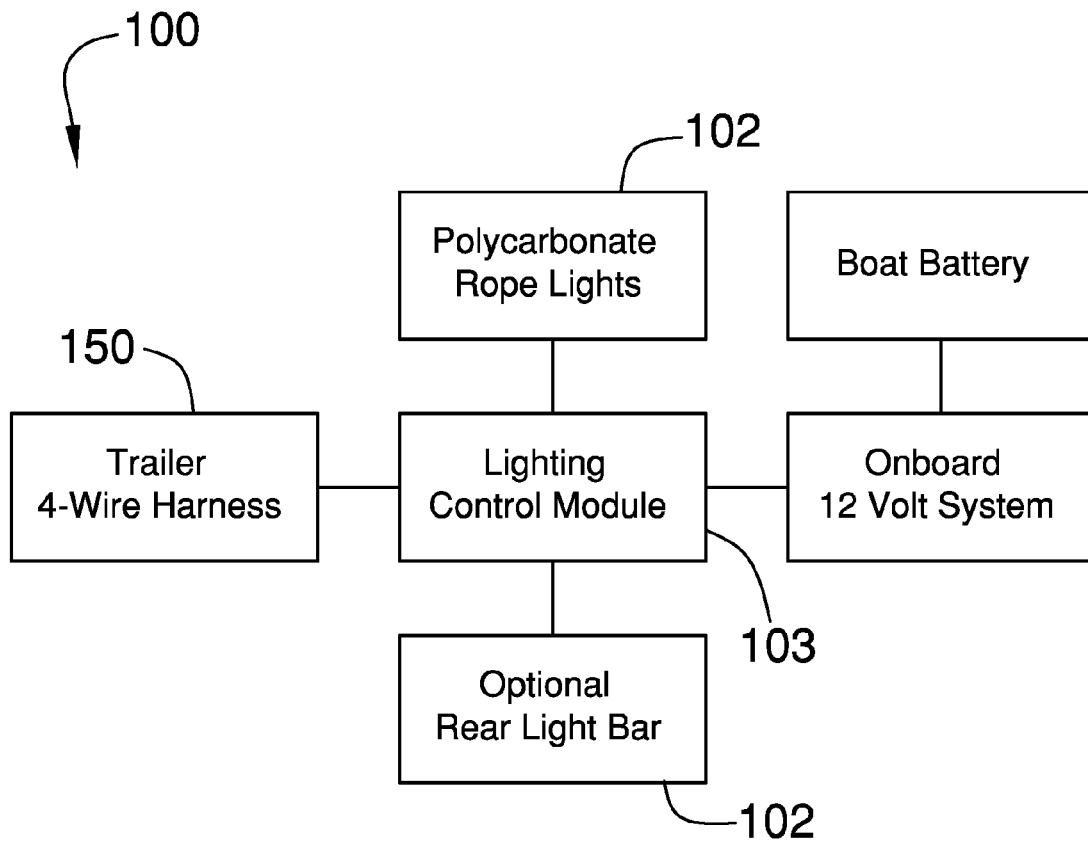 100
102
Polycarbonate
Rope Lights
Boat Battery
150
Trailer
4-Wire Harness
Lighting
Control Module
Onboard
12 Volt System
103
Optional
Rear Light Bar
102